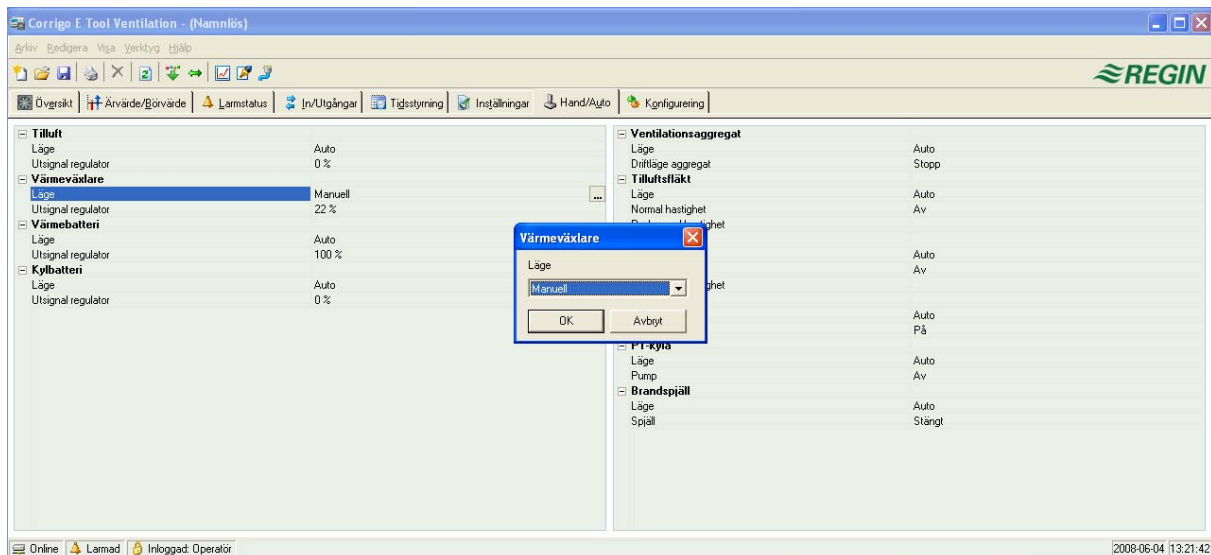 Corrigo E Tool Ventilation - (Namnlös)
Arkiv Redigera Visa Verktyg Hjälp
REGIN
Översikt Ärvärde/Börvärde Larmstatus In/Utgångar Tidsstyrning Inställningar Hand/Auto Konfigurering
Tilluft
Läge Auto
Utsignal regulator 0 %
Värmeväxlare
Läge Manuell ...
Utsignal regulator 22 %
Värmebatteri
Läge Auto
Utsignal regulator 100 %
Kylbatteri
Läge Auto
Utsignal regulator 0 %
Ventilationsaggregat
Läge Auto
Driftläge aggregat Stopp
Tilluftsfläkt
Läge Auto
Normal hastighet Av
Auto
Av
Auto
På
Läge Auto
Pump Av
Brandspjäll
Läge Auto
Spjäll Stängt
Värmeväxlare
Läge
Manuell
OK Avbryt
Online Larmad Inloggad: Operatör 2008-06-04 13:21:42